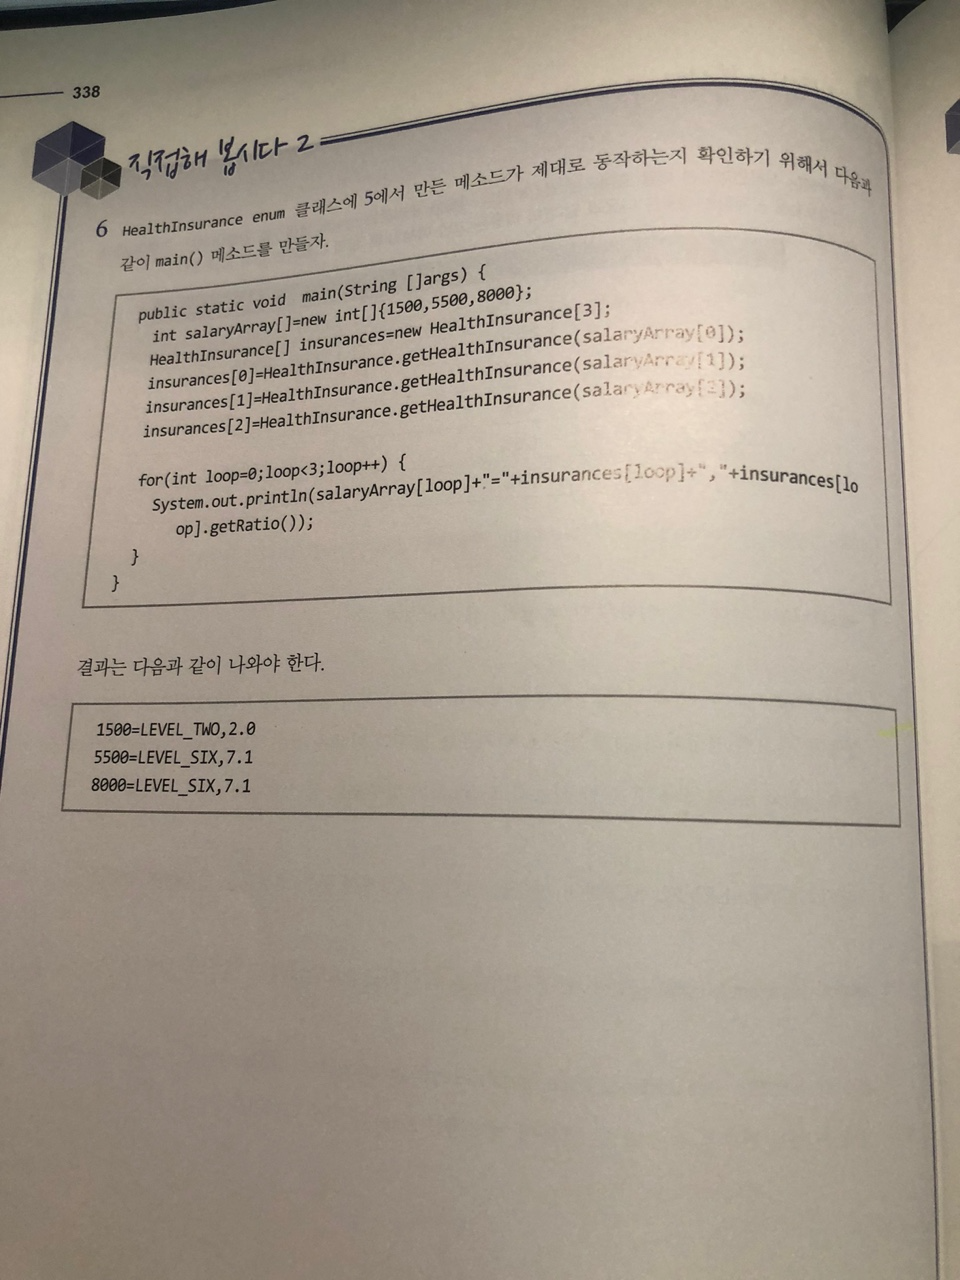 338
직접해 봅시다 2
6 HealthInsurance enum 클래스에 5에서 만든 메소드가 제대로 동작하는지 확인하기 위해서 다음과
같이 main() 메소드를 만들자.
public static void  main(String []args) {
int salaryArray[]=new int[]{1500,5500,8000};
HealthInsurance[] insurances=new HealthInsurance[3];
insurances[0]=HealthInsurance.getHealthInsurance(salaryArray[0]);
insurances[1]=HealthInsurance.getHealthInsurance(salaryArray[1]);
insurances[2]=HealthInsurance.getHealthInsurance(salaryArray[2]);
for(int loop=0;loop<3;loop++) {
System.out.println(salaryArray[loop]+"="+insurances[loop]+","+insurances[lo
op].getRatio());
}
}
결과는 다음과 같이 나와야 한다.
1500=LEVEL_TWO,2.0
5500=LEVEL_SIX,7.1
8000=LEVEL_SIX,7.1